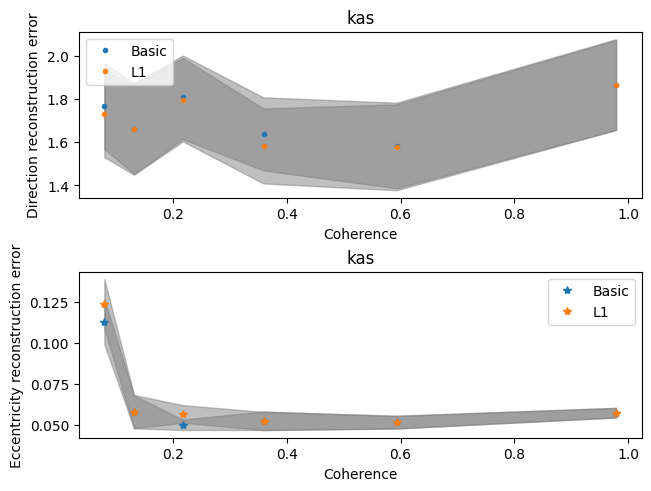 kas
Direction reconstruction error
2.0
1.8
1.6
1.4
Basic
L1
0.2
0.4
0.6
0.8
1.0
Coherence
kas
Eccentricity reconstruction error
0.125
0.100
0.075
0.050
Basic
L1
0.2
0.4
0.6
0.8
1.0
Coherence